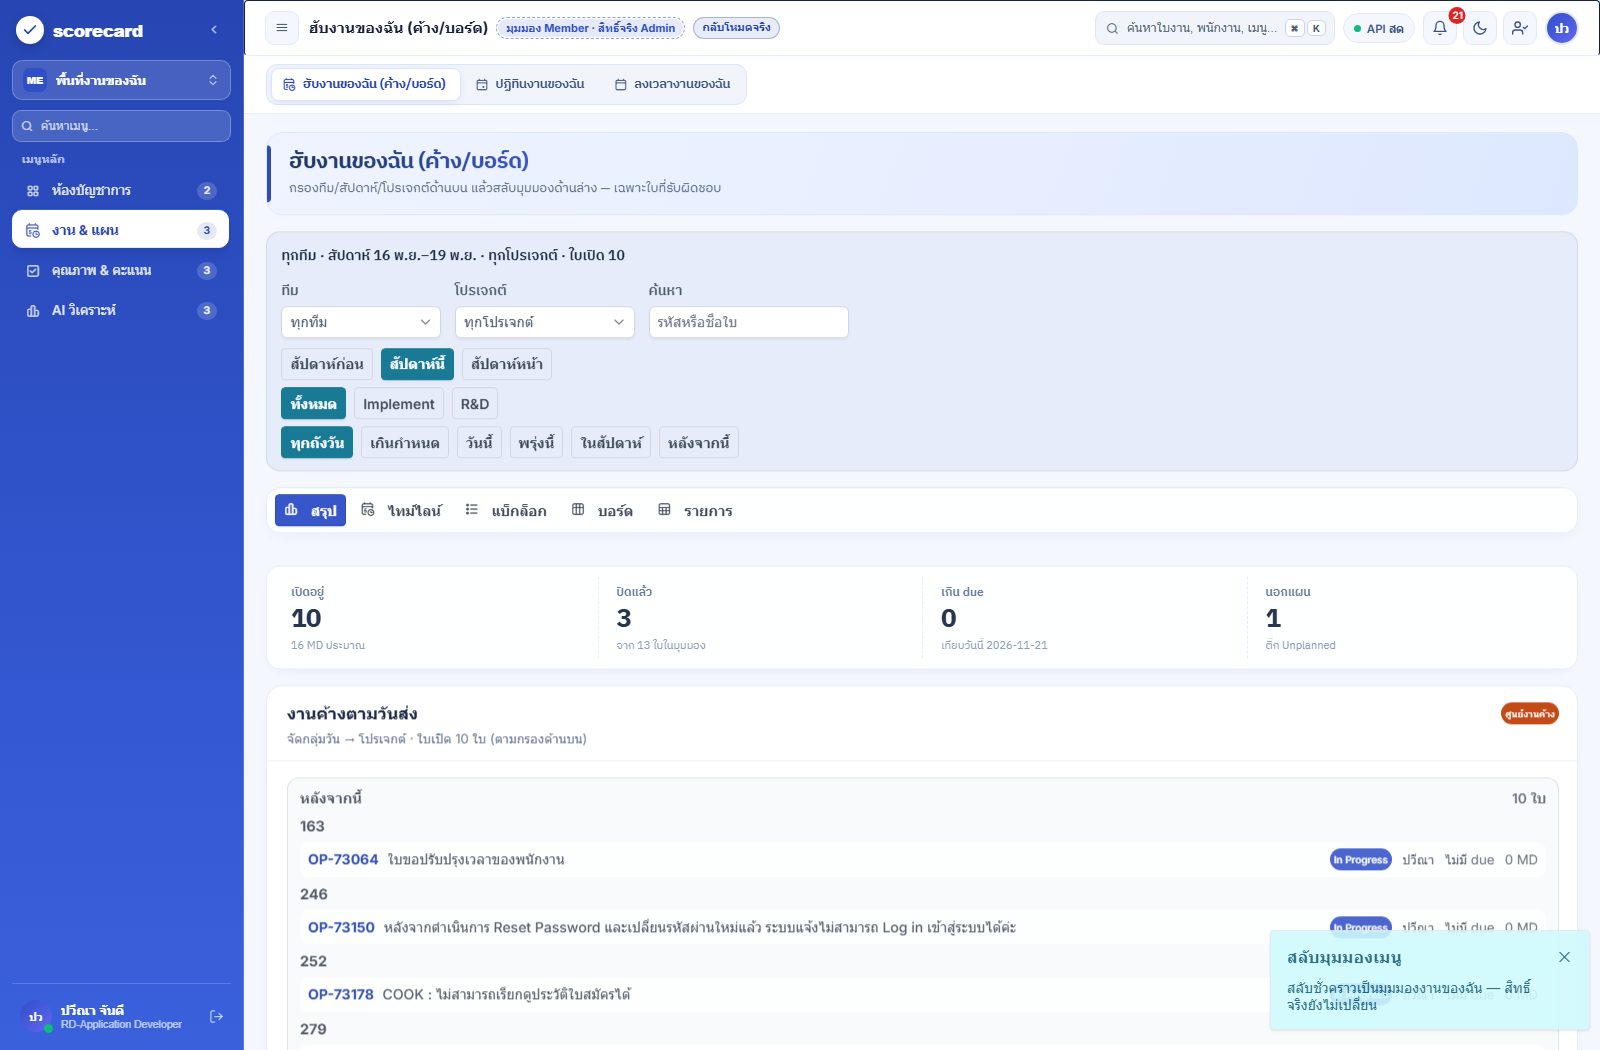 scorecard
ME พื้นที่งานของฉัน
ค้นหาเมนู...
เมนูหลัก
ห้องบัญชาการ 2
งาน & แผน 3
คุณภาพ & คะแนน 3
AI วิเคราะห์ 3
ปว ปวีณา จันดี
RD-Application Developer
ฮับงานของฉัน (ค้าง/บอร์ด) มุมมอง Member · สิทธิ์จริง Admin กลับโหมดจริง
ค้นหาใบงาน, พนักงาน, เมนู... ⌘ K API สด 21 ปว
ฮับงานของฉัน (ค้าง/บอร์ด) ปฏิทินงานของฉัน ลงเวลางานของฉัน
ฮับงานของฉัน (ค้าง/บอร์ด)
กรองทีม/สัปดาห์/โปรเจกต์ด้านบน แล้วสลับมุมมองด้านล่าง — เฉพาะใบที่รับผิดชอบ
ทุกทีม · สัปดาห์ 16 พ.ย.–19 พ.ย. · ทุกโปรเจกต์ · ใบเปิด 10
ทีม โปรเจกต์ ค้นหา
ทุกทีม ทุกโปรเจกต์ รหัสหรือชื่อใบ
สัปดาห์ก่อน สัปดาห์นี้ สัปดาห์หน้า
ทั้งหมด Implement R&D
ทุกถังวัน เกินกำหนด วันนี้ พรุ่งนี้ ในสัปดาห์ หลังจากนี้
สรุป ไทม์ไลน์ แบ็กล็อก บอร์ด รายการ
เปิดอยู่ ปิดแล้ว เกิน due นอกแผน
10 3 0 1
16 MD ประมาณ จาก 13 ใบในมุมมอง เทียบวันนี้ 2026-11-21 ติ๊ก Unplanned
งานค้างตามวันส่ง ศูนย์งานค้าง
จัดกลุ่มวัน → โปรเจกต์ · ใบเปิด 10 ใบ (ตามกรองด้านบน)
หลังจากนี้ 10 ใบ
163
OP-73064 ใบขอปรับปรุงเวลาของพนักงาน In Progress ปวีณา ไม่มี due 0 MD
246
OP-73150 หลังจากดำเนินการ Reset Password และเปลี่ยนรหัสผ่านใหม่แล้ว ระบบแจ้งไม่สามารถ Log in เข้าสู่ระบบได้ค่ะ In Progress ปวีณา ไม่มี due 0 MD
252
OP-73178 COOK : ไม่สามารถเรียกดูประวัติใบสมัครได้
279
สลับมุมมองเมนู
สลับชั่วคราวเป็นมุมมองงานของฉัน — สิทธิ์
จริงยังไม่เปลี่ยน